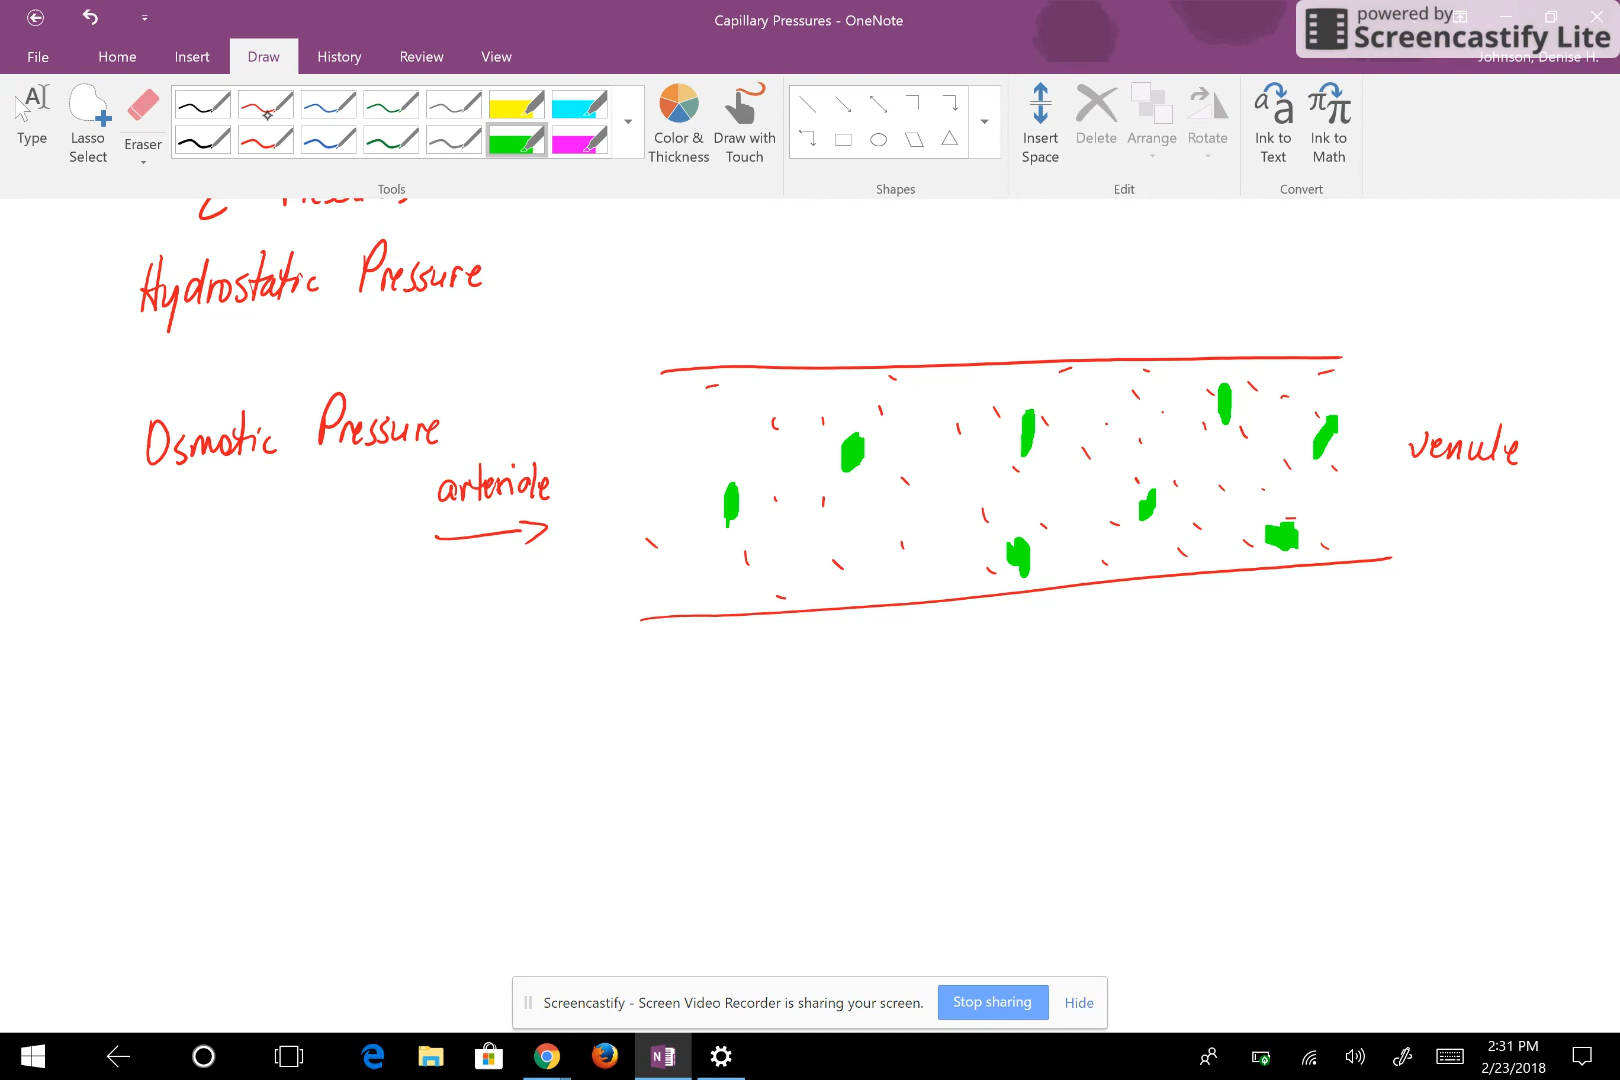 Capillary Pressures - OneNote
powered by
Screencastify Lite
Johnson, Denise H.
File
Home
Insert
Draw
History
Review
View
Type
Lasso Select
Eraser
Color & Thickness
Draw with Touch
Insert Space
Delete
Arrange
Rotate
Ink to Text
Ink to Math
Tools
Shapes
Edit
Convert
Hydrostatic Pressure
Osmotic Pressure
arteriole
venule
Screencastify - Screen Video Recorder is sharing your screen.
Stop sharing
Hide
2:31 PM
2/23/2018